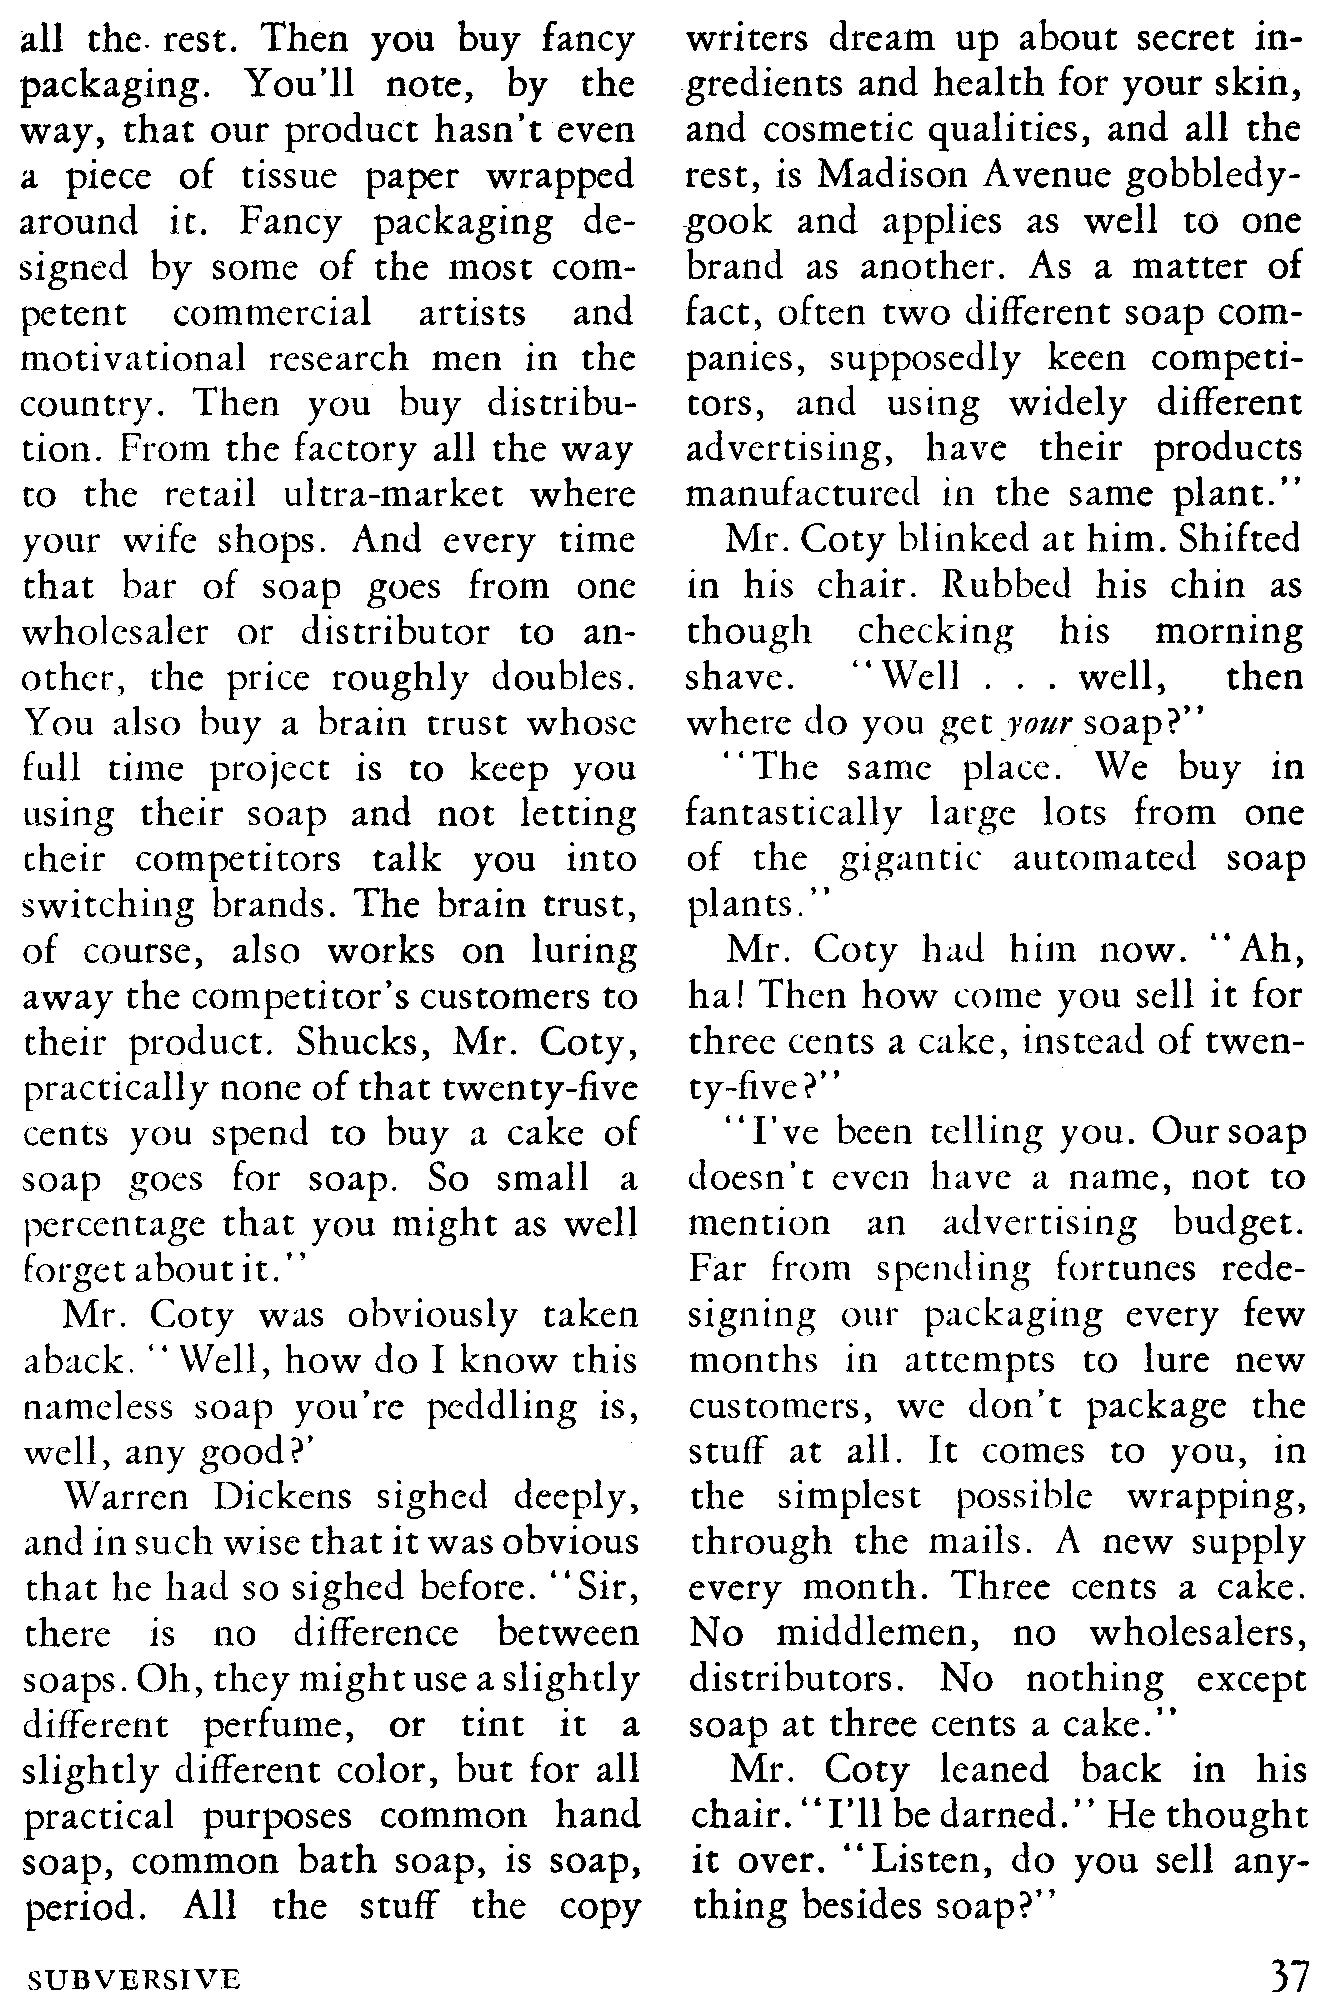 all the rest. Then you buy fancy
packaging. You'll note, by the
way, that our product hasn't even
a piece of tissue paper wrapped
around it. Fancy packaging de-
signed by some of the most com-
petent commercial artists and
motivational research men in the
country. Then you buy distribu-
tion. From the factory all the way
to the retail ultra-market where
your wife shops. And every time
that bar of soap goes from one
wholesaler or distributor to an-
other, the price roughly doubles.
You also buy a brain trust whose
full time project is to keep you
using their soap and not letting
their competitors talk you into
switching brands. The brain trust,
of course, also works on luring
away the competitor's customers to
their product. Shucks, Mr. Coty,
practically none of that twenty-five
cents you spend to buy a cake of
soap goes for soap. So small a
percentage that you might as well
forget about it."
Mr. Coty was obviously taken
aback. "Well, how do I know this
nameless soap you're peddling is,
well, any good?'
Warren Dickens sighed deeply,
and in such wise that it was obvious
that he had so sighed before. "Sir,
there is no difference between
soaps. Oh, they might use a slightly
different perfume, or tint it a
slightly different color, but for all
practical purposes common hand
soap, common bath soap, is soap,
period. All the stuff the copy
writers dream up about secret in-
gredients and health for your skin,
and cosmetic qualities, and all the
rest, is Madison Avenue gobbledy-
gook and applies as well to one
brand as another. As a matter of
fact, often two different soap com-
panies, supposedly keen competi-
tors, and using widely different
advertising, have their products
manufactured in the same plant."
Mr. Coty blinked at him. Shifted
in his chair. Rubbed his chin as
though checking his morning
shave. "Well . . . well, then
where do you get your soap?"
"The same place. We buy in
fantastically large lots from one
of the gigantic automated soap
plants."
Mr. Coty had him now. "Ah,
ha! Then how come you sell it for
three cents a cake, instead of twen-
ty-five?"
"I've been telling you. Our soap
doesn't even have a name, not to
mention an advertising budget.
Far from spending fortunes rede-
signing our packaging every few
months in attempts to lure new
customers, we don't package the
stuff at all. It comes to you, in
the simplest possible wrapping,
through the mails. A new supply
every month. Three cents a cake.
No middlemen, no wholesalers,
distributors. No nothing except
soap at three cents a cake."
Mr. Coty leaned back in his
chair. "I'll be darned." He thought
it over. "Listen, do you sell any-
thing besides soap?"
SUBVERSIVE
37